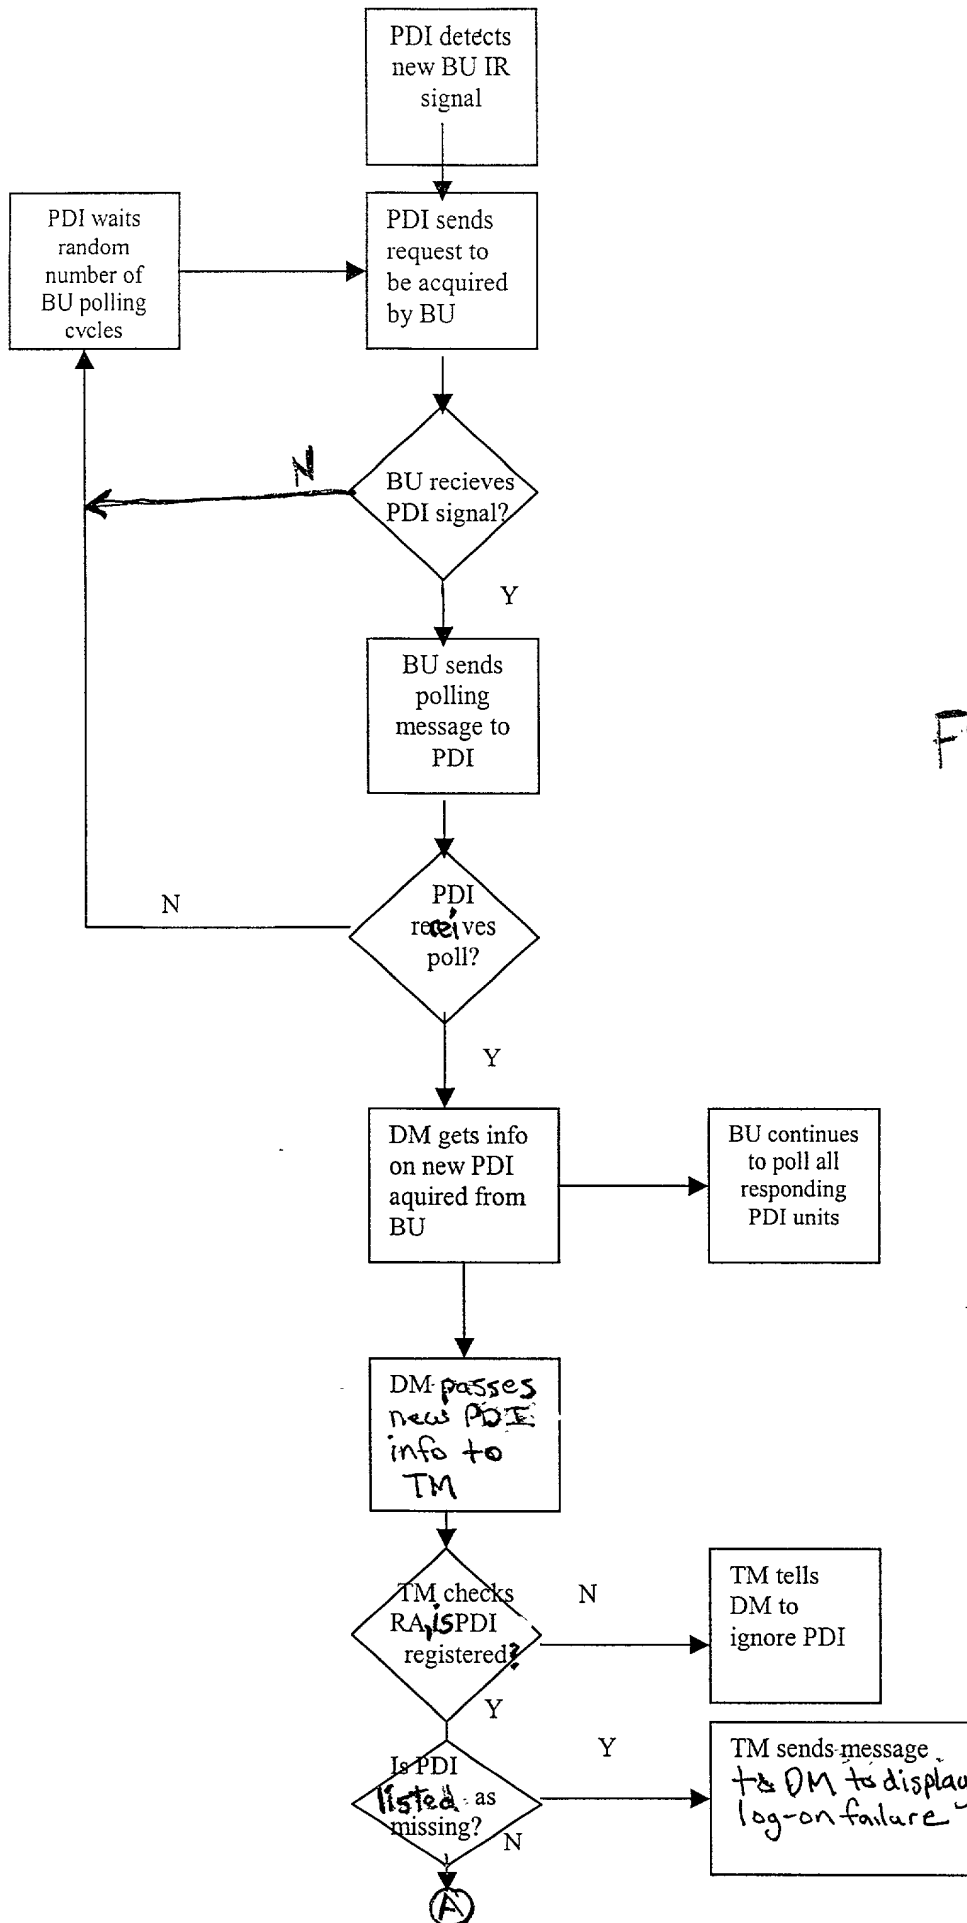 PDI detects
new BU IR
signal
PDI waits
random
number of
BU polling
cycles
PDI sends
request to
be acquired
by BU
N
BU recieves
PDI signal?
Y
BU sends
polling
message to
PDI
F
N
PDI
receives
poll?
Y
DM gets info
on new PDI
aquired from
BU
BU continues
to poll all
responding
PDI units
DM passes
new PDI
info to
TM
TM checks
RA, is PDI
registered?
N
TM tells
DM to
ignore PDI
Y
Is PDI
listed as
missing?
Y
TM sends message
to DM to display
log-on failure
N
A